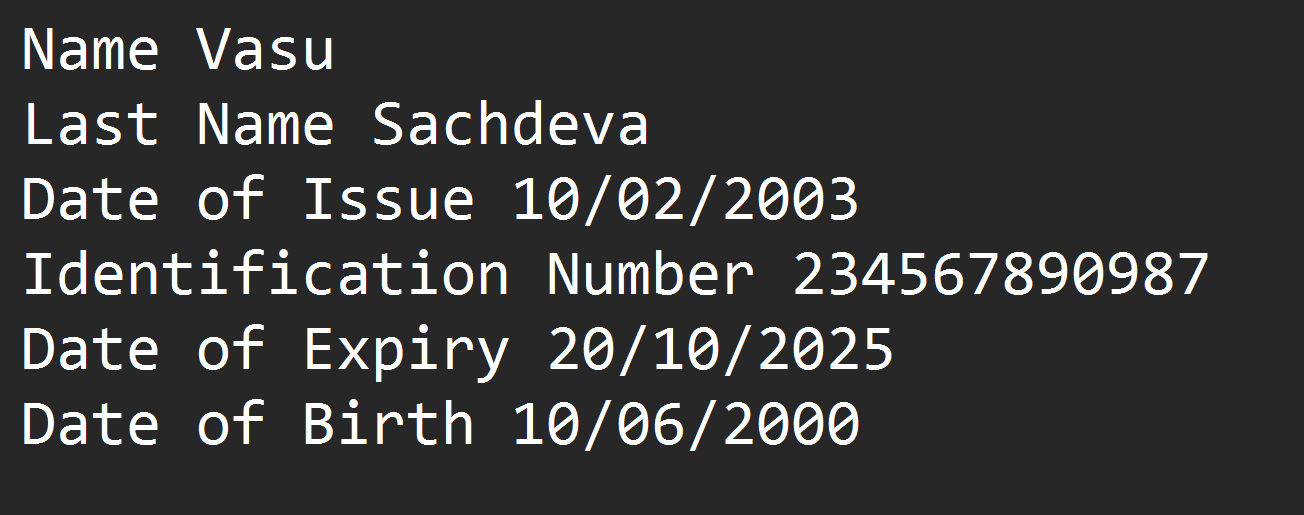 Name Vasu
Last Name Sachdeva
Date of Issue 10/02/2003
Identification Number 234567890987
Date of Expiry 20/10/2025
Date of Birth 10/06/2000